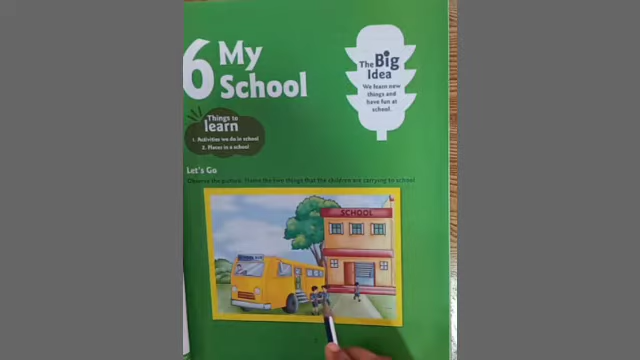 6 My
School
The Big
Idea
We learn new
things and
have fun at
school.
Things to
learn
1. Activities we do in school
2. Places in a school
Let's Go
Observe the picture. Name the five things that the children are carrying to school
SCHOOL